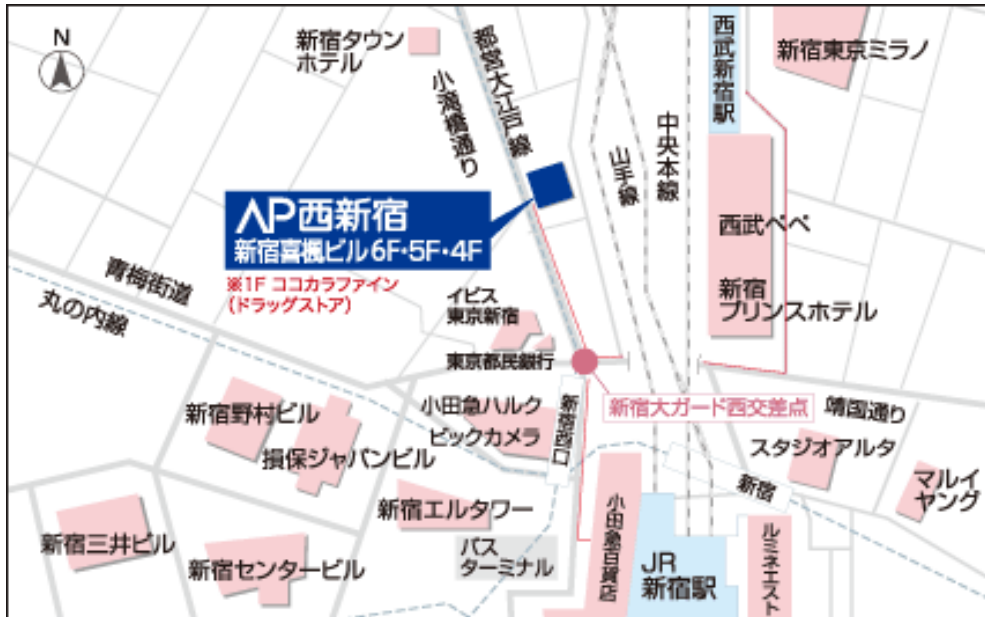 N
新宿タウン
ホテル
都営大江戸線
小滝橋通り
西武新宿駅
新宿東京ミラノ
中央本線
山手線
AP西新宿
新宿喜楓ビル6F・5F・4F
※1F ココカラファイン
（ドラッグストア）
西武ペペ
新宿
プリンスホテル
青梅街道
丸の内線
イビス
東京新宿
東京都民銀行
新宿大ガード西交差点
靖国通り
新宿野村ビル
小田急ハルク
ビックカメラ
新宿西口
スタジオアルタ
損保ジャパンビル
新宿
マルイ
ヤング
新宿エルタワー
新宿三井ビル
新宿センタービル
バス
ターミナル
小田急百貨店
JR
新宿駅
ルミネエスト